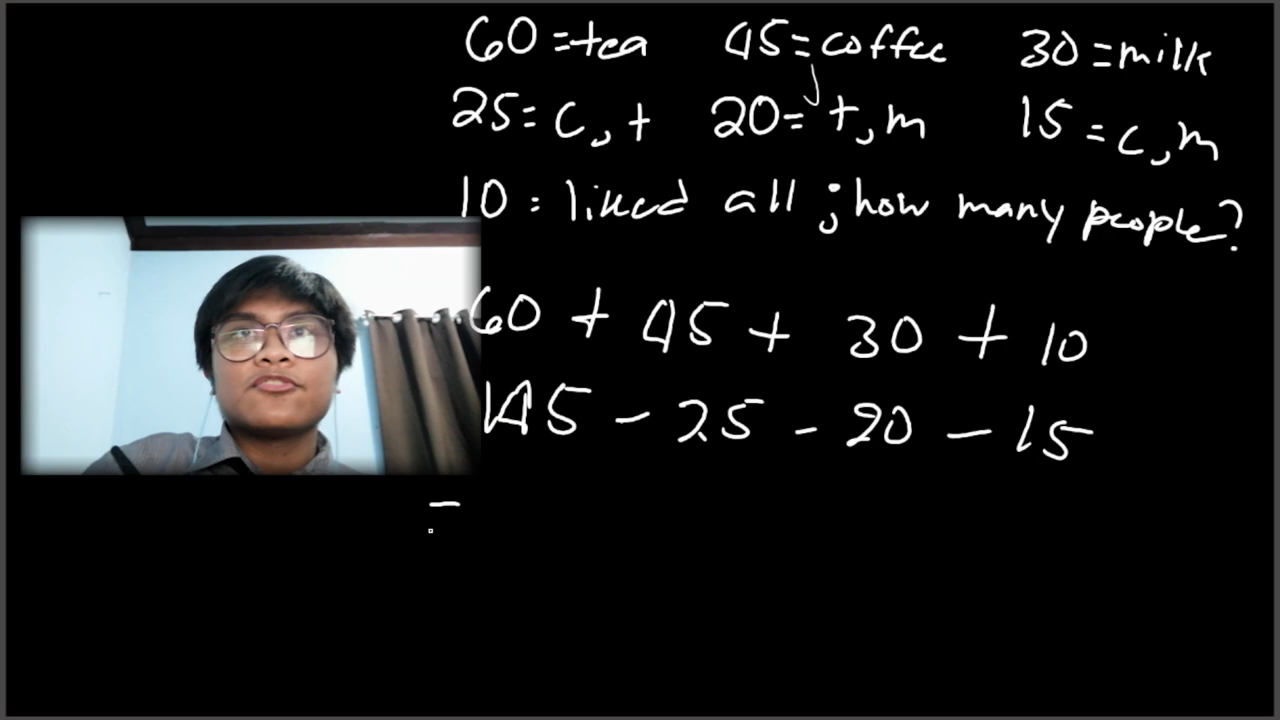 60 = tea 45 = coffee 30 = milk
25 = c, t 20 = t, m 15 = c, m
10 = liked all ; how many people?
60 + 45 + 30 + 10
145 - 25 - 20 - 15